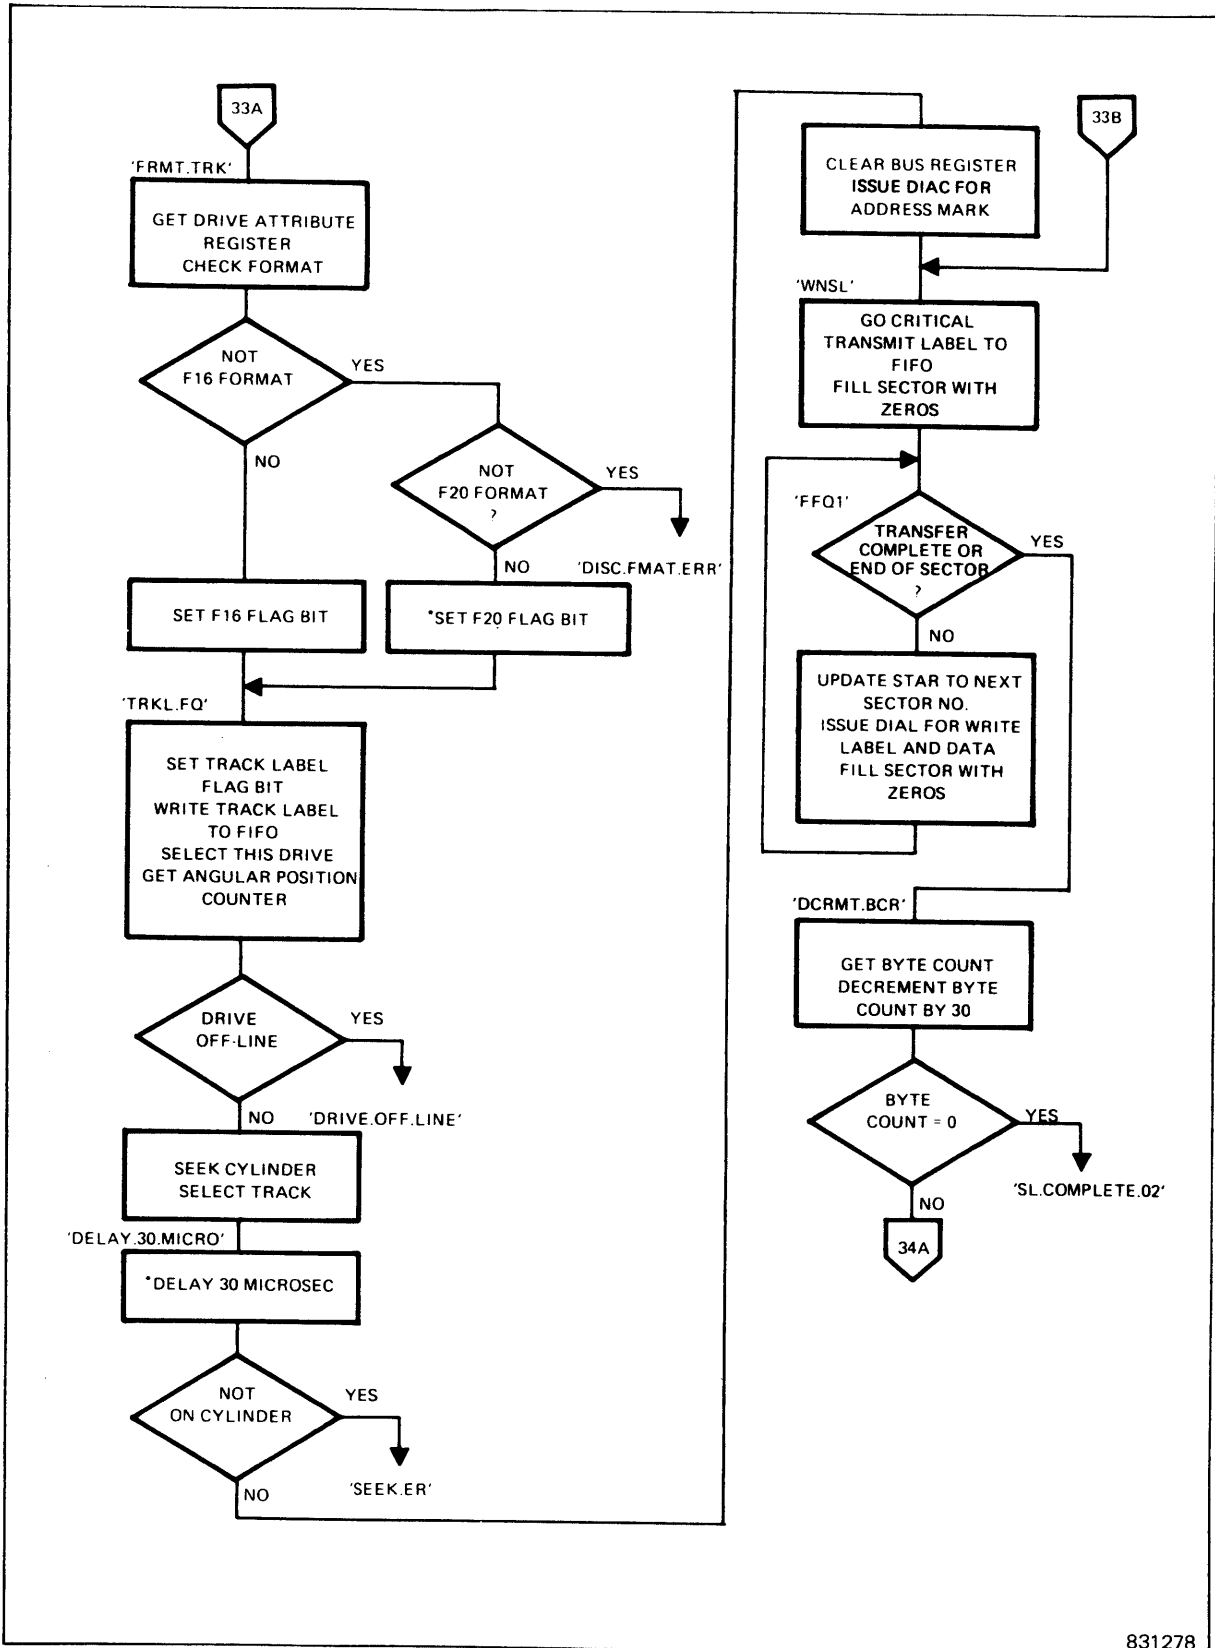 33A
'FRMT.TRK'
GET DRIVE ATTRIBUTE
REGISTER
CHECK FORMAT
NOT
F16 FORMAT
YES
NO
NOT
F20 FORMAT
?
YES
'DISC.FMAT.ERR'
NO
SET F16 FLAG BIT
*SET F20 FLAG BIT
'TRKL.FQ'
SET TRACK LABEL
FLAG BIT
WRITE TRACK LABEL
TO FIFO
SELECT THIS DRIVE
GET ANGULAR POSITION
COUNTER
DRIVE
OFF-LINE
YES
'DRIVE.OFF.LINE'
NO
SEEK CYLINDER
SELECT TRACK
'DELAY.30.MICRO'
*DELAY 30 MICROSEC
NOT
ON CYLINDER
YES
'SEEK.ER'
NO
CLEAR BUS REGISTER
ISSUE DIAC FOR
ADDRESS MARK
33B
'WNSL'
GO CRITICAL
TRANSMIT LABEL TO
FIFO
FILL SECTOR WITH
ZEROS
'FFQ1'
TRANSFER
COMPLETE OR
END OF SECTOR
?
YES
NO
UPDATE STAR TO NEXT
SECTOR NO.
ISSUE DIAL FOR WRITE
LABEL AND DATA
FILL SECTOR WITH
ZEROS
'DCRMT.BCR'
GET BYTE COUNT
DECREMENT BYTE
COUNT BY 30
BYTE
COUNT = 0
YES
'SL.COMPLETE.02'
NO
34A
831278